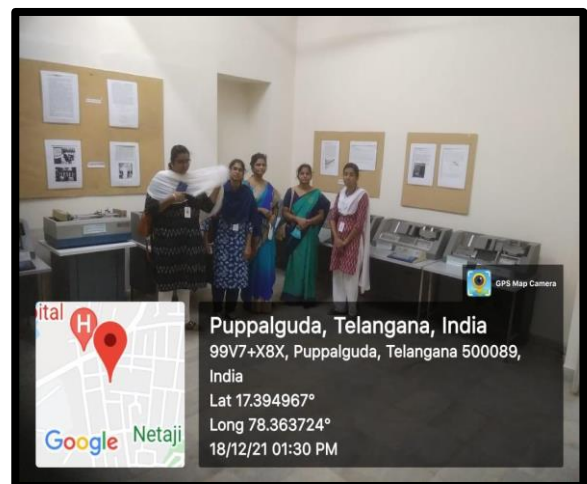 GPS Map Camera
ital
H
Google
Netaji
Puppalguda, Telangana, India
99V7+X8X, Puppalguda, Telangana 500089,
India
Lat 17.394967°
Long 78.363724°
18/12/21 01:30 PM